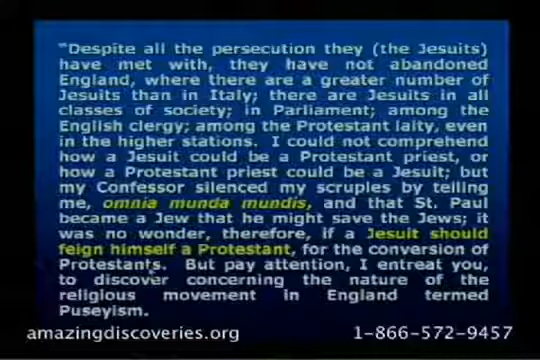 "Despite all the persecution they (the Jesuits)
have met with, they have not abandoned
England, where there are a greater number of
Jesuits than in Italy; there are Jesuits in all
classes of society; in Parliament; among the
English clergy; among the Protestant laity, even
in the higher stations. I could not comprehend
how a Jesuit could be a Protestant priest, or
how a Protestant priest could be a Jesuit; but
my Confessor silenced my scruples by telling
me, omnia munda mundis, and that St. Paul
became a Jew that he might save the Jews; it
was no wonder, therefore, if a Jesuit should
feign himself a Protestant, for the conversion of
Protestants. But pay attention, I entreat you,
to discover concerning the nature of the
religious movement in England termed
Puseyism.
amazingdiscoveries.org 1-866-572-9457